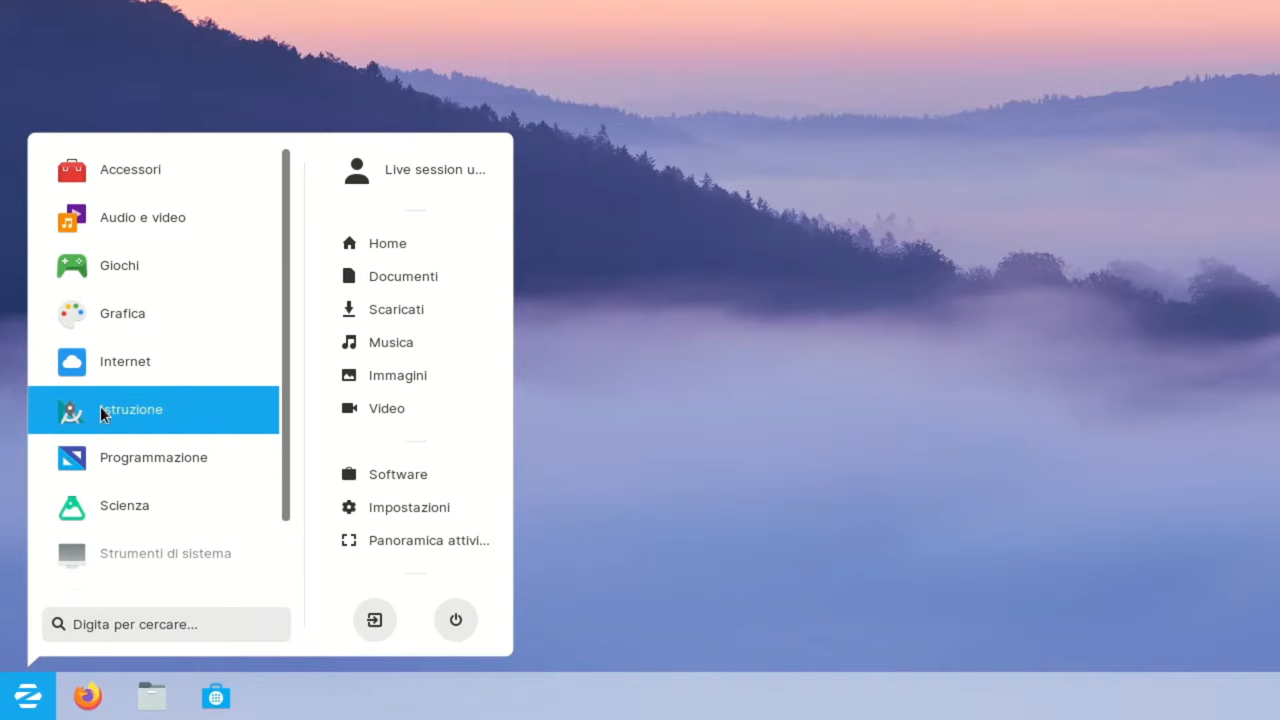 Accessori
Audio e video
Giochi
Grafica
Internet
Istruzione
Programmazione
Scienza
Strumenti di sistema
Digita per cercare...
Live session u...
Home
Documenti
Scaricati
Musica
Immagini
Video
Software
Impostazioni
Panoramica attivi...